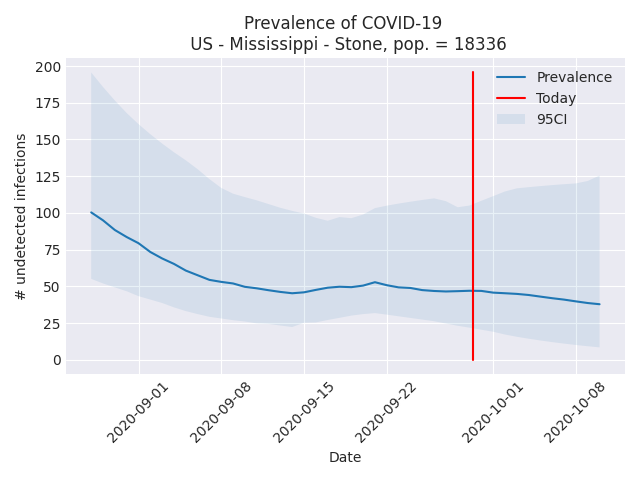 Prevalence of COVID-19
US - Mississippi - Stone, pop. = 18336
Prevalence
Today
95CI
# undetected infections
200
175
150
125
100
75
50
25
0
2020-09-01
2020-09-08
2020-09-15
2020-09-22
2020-10-01
2020-10-08
Date